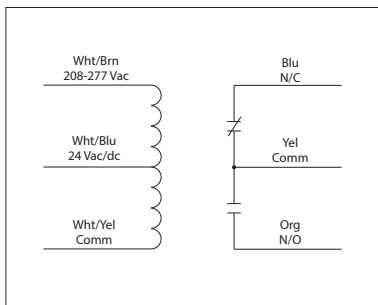 Wht/Brn
208-277 Vac
Wht/Blu
24 Vac/dc
Wht/Yel
Comm
Blu
N/C
Yel
Comm
Org
N/O